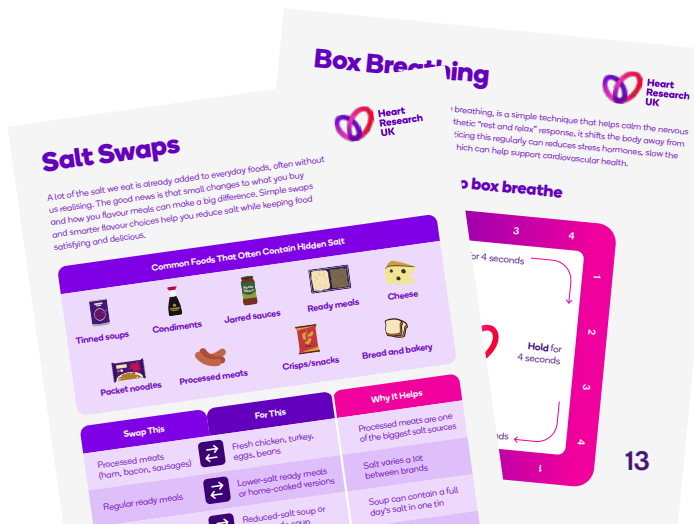 Box Breathing
Heart
Research
UK
breathing, is a simple technique that helps calm the nervous
"rest and relax" response, it shifts the body away from
this regularly can reduces stress hormones, slow the
which can help support cardiovascular health.
box breathe
3 4
for 4 seconds
1
2
Hold for
4 seconds
3
4
1
13
Salt Swaps
Heart
Research
UK
A lot of the salt we eat is already added to everyday foods, often without
us realising. The good news is that small changes to what you buy
and how you flavour meals can make a big difference. Simple swaps
and smarter flavour choices help you reduce salt while keeping food
satisfying and delicious.
Common Foods That Often Contain Hidden Salt
Tinned soups
Condiments
Jarred sauces
Ready meals
Cheese
Packet noodles
Processed meats
Crisps/snacks
Bread and bakery
Swap This
For This
Why It Helps
Processed meats
(ham, bacon, sausages)
Fresh chicken, turkey,
eggs, beans
Processed meats are one
of the biggest salt sources
Regular ready meals
Lower-salt ready meals
or home-cooked versions
Salt varies a lot
between brands
Reduced-salt soup or
soup
Soup can contain a full
day's salt in one tin